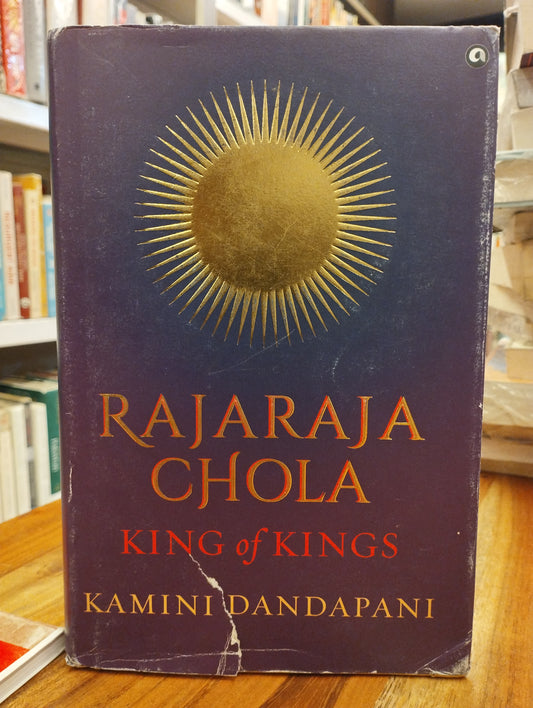 a
RAJARAJA
CHOLA
KING of KINGS
KAMINI DANDAPANI